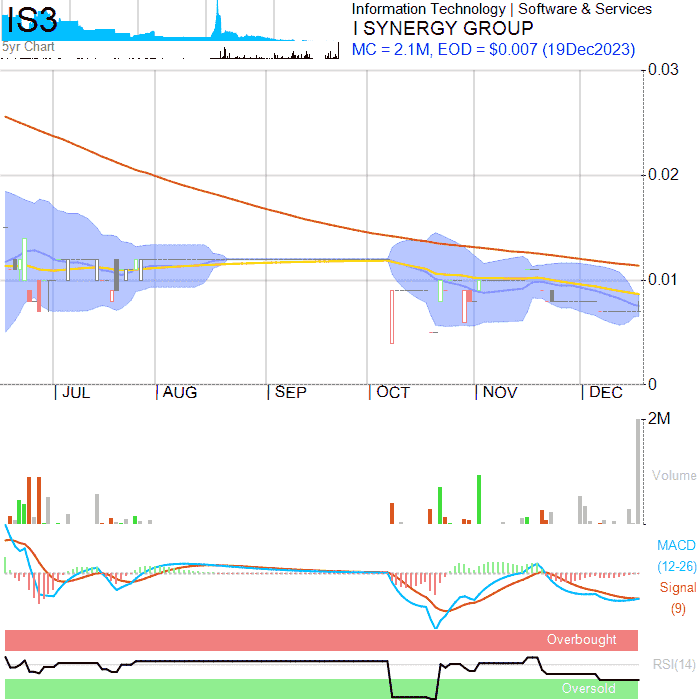 IS3
5yr Chart
Information Technology | Software & Services
I SYNERGY GROUP
MC = 2.1M, EOD = $0.007 (19Dec2023)
0.03
0.02
0.01
0
JUL
AUG
SEP
OCT
NOV
DEC
2M
Volume
MACD
(12-26)
Signal
(9)
Overbought
RSI(14)
Oversold